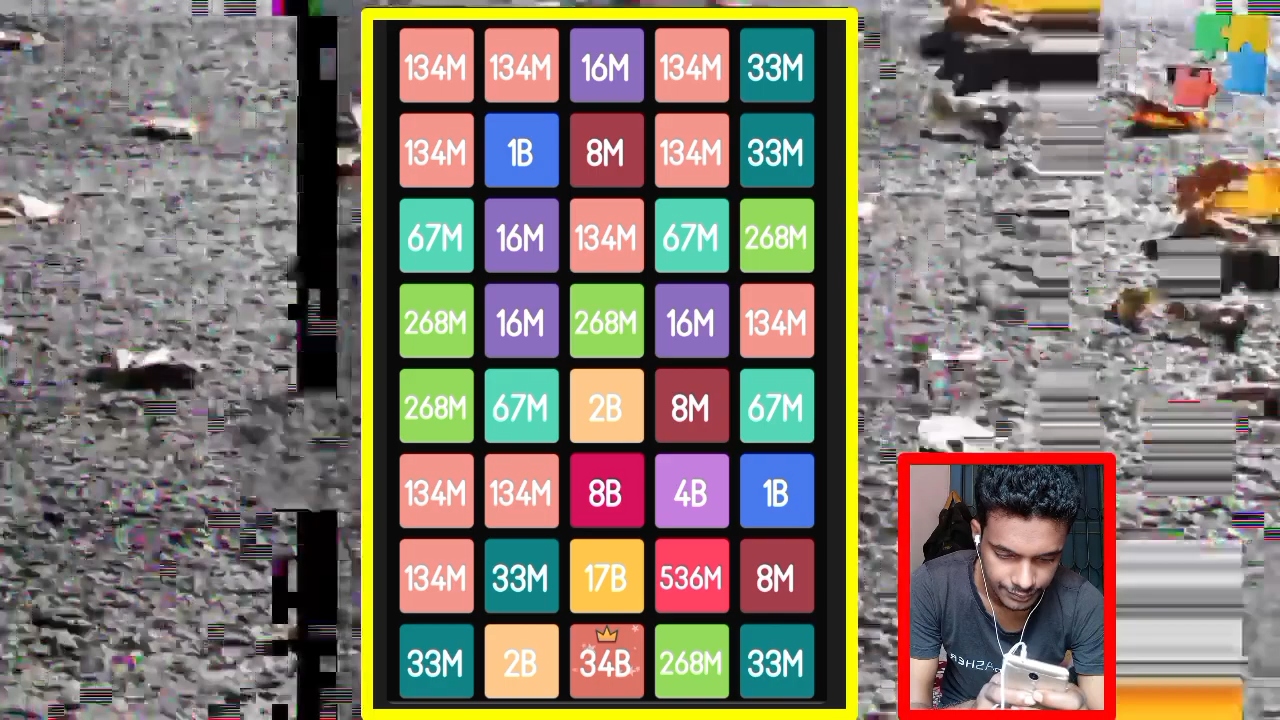 134M 134M 16M 134M 33M
134M 1B 8M 134M 33M
67M 16M 134M 67M 268M
268M 16M 268M 16M 134M
268M 67M 2B 8M 67M
134M 134M 8B 4B 1B
134M 33M 17B 536M 8M
33M 2B 34B 268M 33M